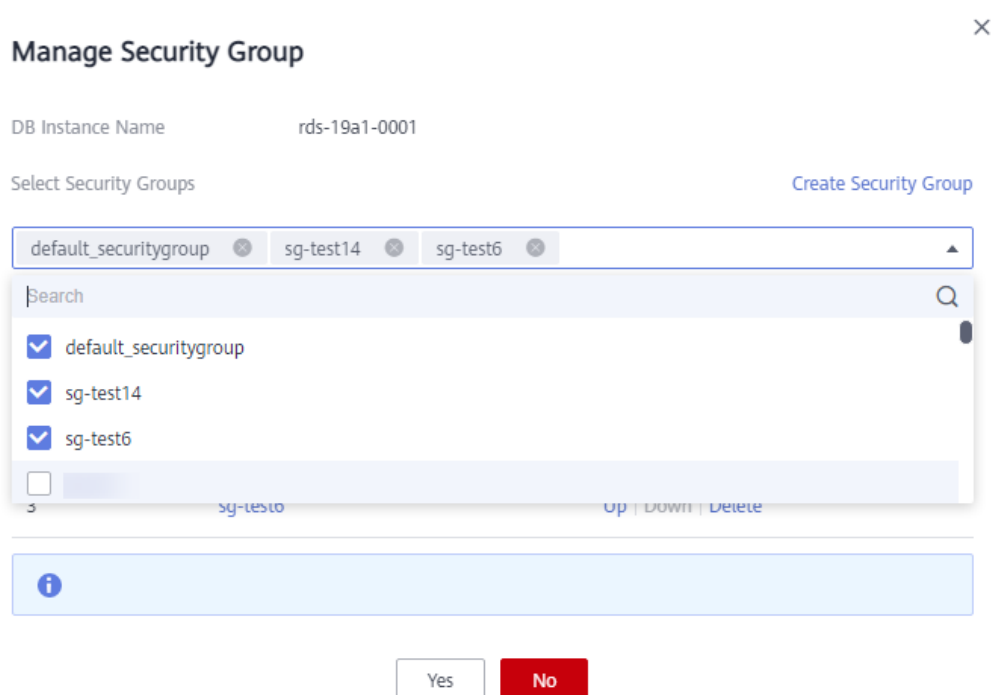 Manage Security Group
DB Instance Name rds-19a1-0001
Select Security Groups Create Security Group
default_securitygroup sg-test14 sg-test6
Search
default_securitygroup
sg-test14
sg-test6
3 sg-test6 Up | Down | Delete
Yes No